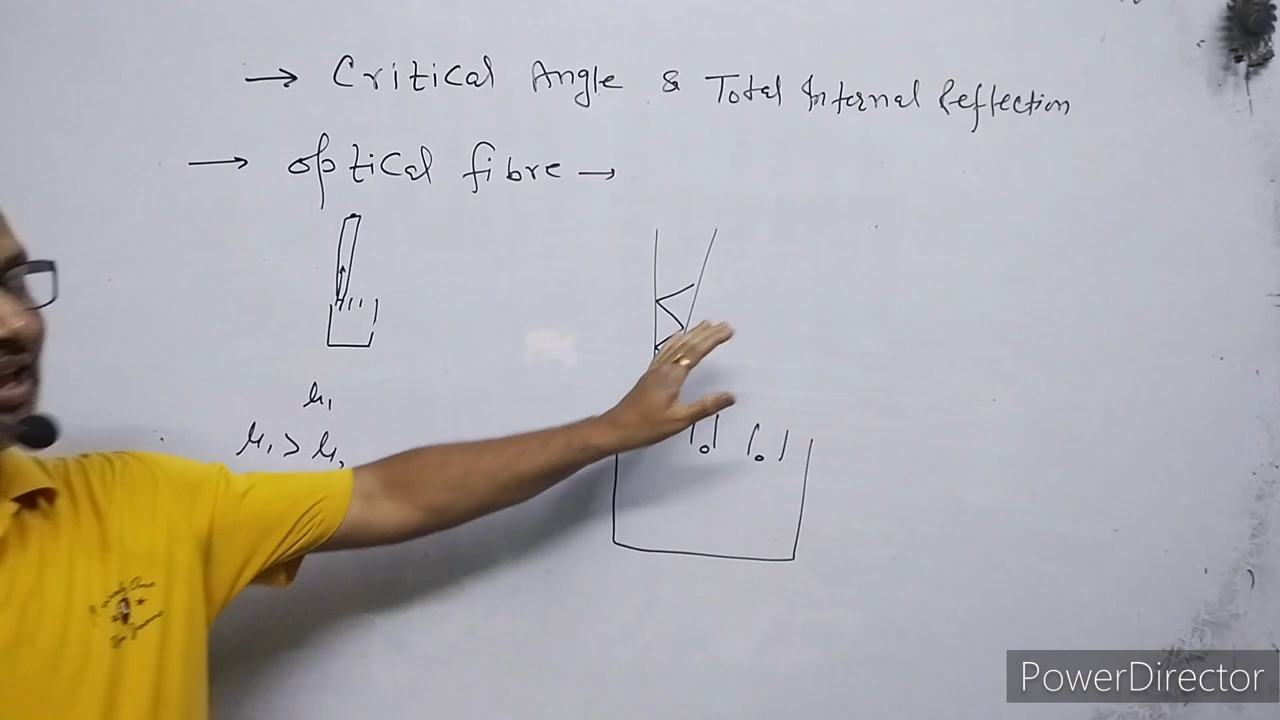 → Critical Angle & Total Internal Reflection
→ optical fibre →
μ₁
μ₁ > μ₂
PowerDirector